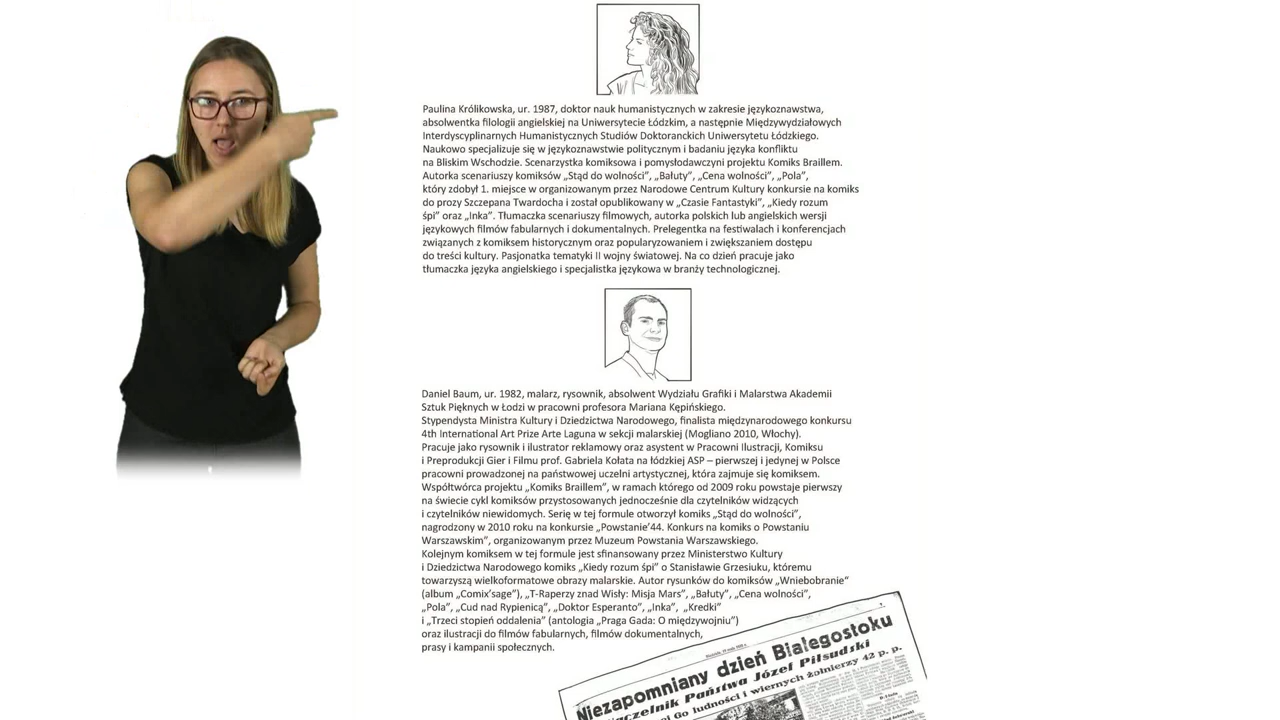 Paulina Królikowska, ur. 1987, doktor nauk humanistycznych w zakresie językoznawstwa,
absolwentka filologii angielskiej na Uniwersytecie Łódzkim, a następnie Międzywydziałowych
Interdyscyplinarnych Humanistycznych Studiów Doktoranckich Uniwersytetu Łódzkiego.
Naukowo specjalizuje się w językoznawstwie politycznym i badaniu języka konfliktu
na Bliskim Wschodzie. Scenarzystka komiksowa i pomysłodawczyni projektu Komiks Braillem.
Autorka scenariuszy komiksów „Stąd do wolności”, „Bałuty”, „Cena wolności”, „Pola”,
który zdobył 1. miejsce w organizowanym przez Narodowe Centrum Kultury konkursie na komiks
do prozy Szczepana Twardocha i został opublikowany w „Czasie Fantastyki”, „Kiedy rozum
śpi” oraz „Inka”. Tłumaczka scenariuszy filmowych, autorka polskich lub angielskich wersji
językowych filmów fabularnych i dokumentalnych. Prelegentka na festiwalach i konferencjach
związanych z komiksem historycznym oraz popularyzowaniem i zwiększaniem dostępu
do treści kultury. Pasjonatka tematyki II wojny światowej. Na co dzień pracuje jako
tłumaczka języka angielskiego i specjalistka językowa w branży technologicznej.
Daniel Baum, ur. 1982, malarz, rysownik, absolwent Wydziału Grafiki i Malarstwa Akademii
Sztuk Pięknych w Łodzi w pracowni profesora Mariana Kępińskiego.
Stypendysta Ministra Kultury i Dziedzictwa Narodowego, finalista międzynarodowego konkursu
4th International Art Prize Arte Laguna w sekcji malarskiej (Mogliano 2010, Włochy).
Pracuje jako rysownik i ilustrator reklamowy oraz asystent w Pracowni Ilustracji, Komiksu
i Preprodukcji Gier i Filmu prof. Gabriela Kołata na łódzkiej ASP – pierwszej i jedynej w Polsce
pracowni prowadzonej na państwowej uczelni artystycznej, która zajmuje się komiksem.
Współtwórca projektu „Komiks Braillem”, w ramach którego od 2009 roku powstaje pierwszy
na świecie cykl komiksów przystosowanych jednocześnie dla czytelników widzących
i czytelników niewidomych. Serię w tej formule otworzył komiks „Stąd do wolności”,
nagrodzony w 2010 roku na konkursie „Powstanie’44. Konkurs na komiks o Powstaniu
Warszawskim”, organizowanym przez Muzeum Powstania Warszawskiego.
Kolejnym komiksem w tej formule jest sfinansowany przez Ministerstwo Kultury
i Dziedzictwa Narodowego komiks „Kiedy rozum śpi” o Stanisławie Grzesiuku, któremu
towarzyszą wielkoformatowe obrazy malarskie. Autor rysunków do komiksów „Wniebobranie”
(album „Comix’sage”), „T-Raperzy znad Wisły: Misja Mars”, „Bałuty”, „Cena wolności”,
„Pola”, „Cud nad Rypienicą”, „Doktor Esperanto”, „Inka”, „Kredki”
i „Trzeci stopień oddalenia” (antologia „Praga Gada: O międzywojniu”)
oraz ilustracji do filmów fabularnych, filmów dokumentalnych,
prasy i kampanii społecznych.
Niezapomniany dzień Białegostoku
Państwa Józef Piłsudski
Go ludności i wiernych żołnierzy 42 p. p.